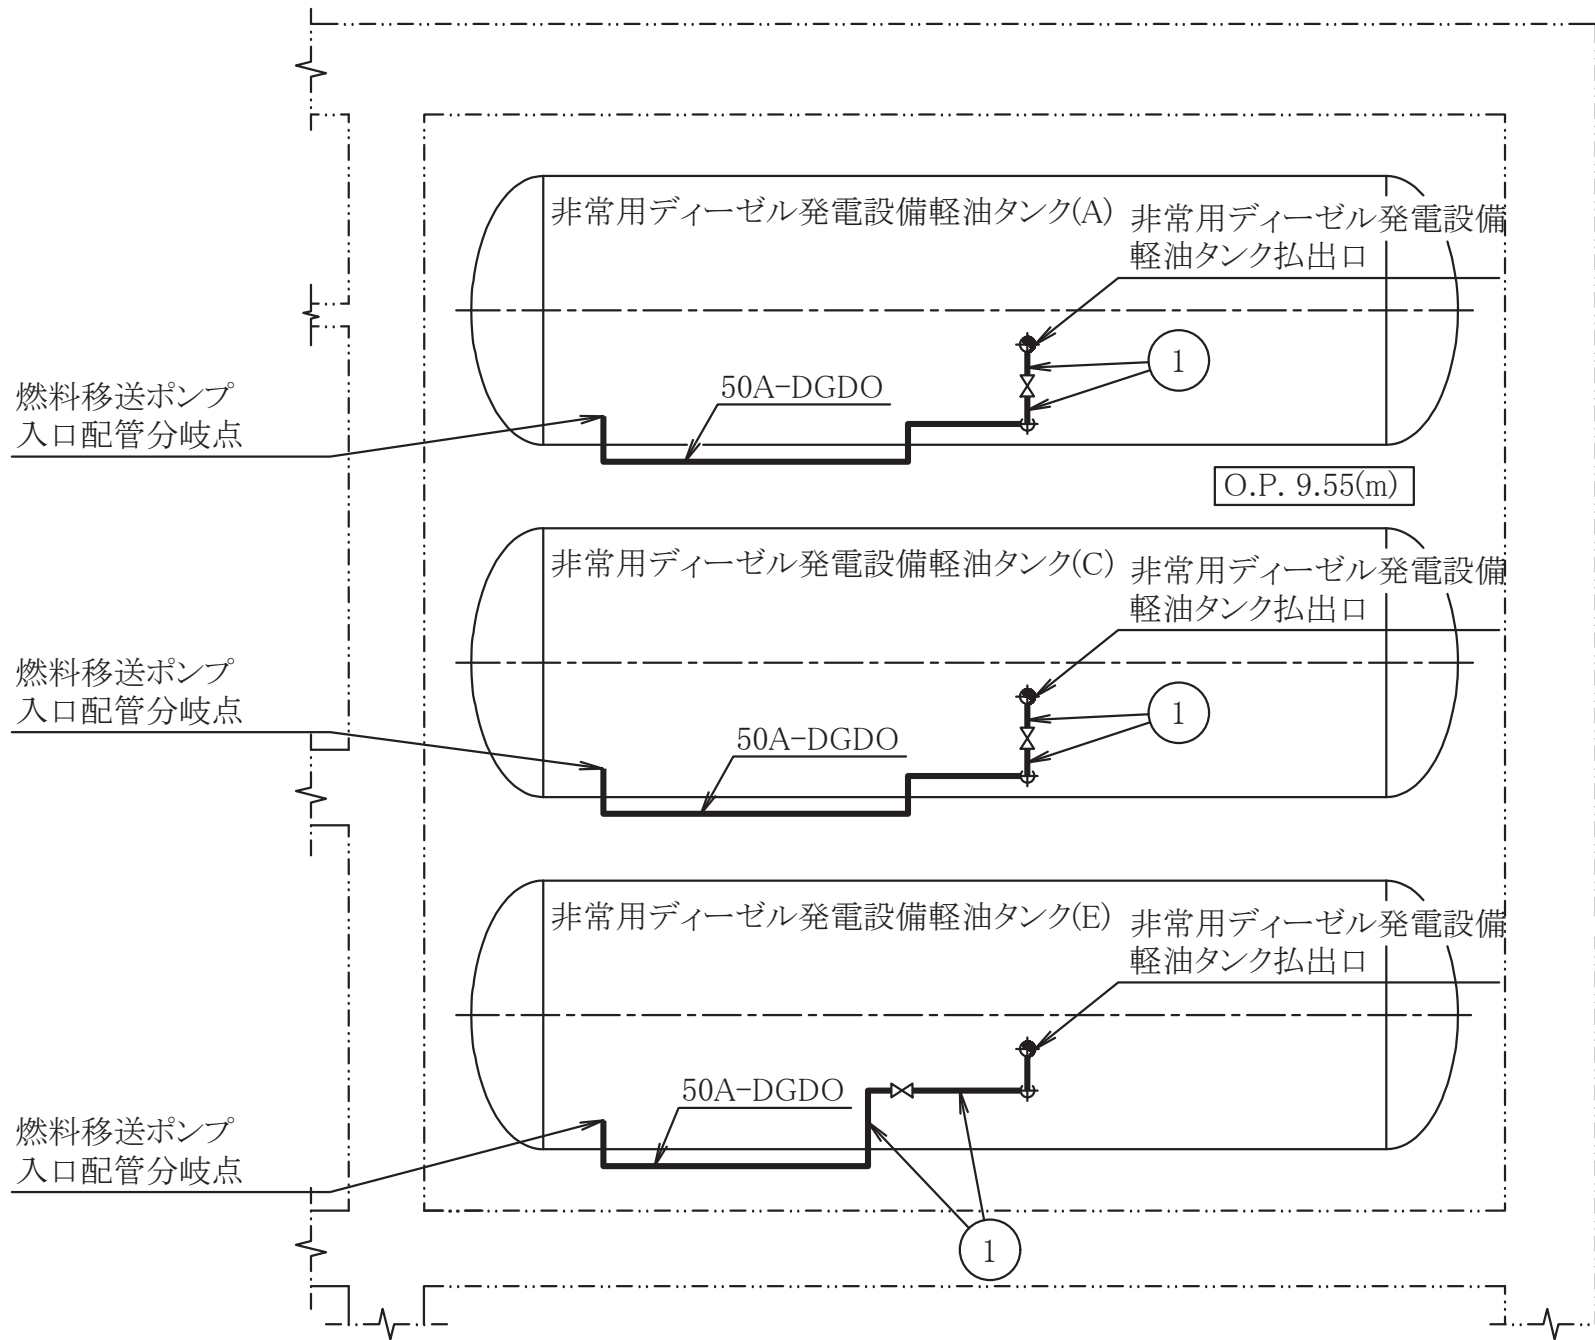 非常用ディーゼル発電設備軽油タンク(A)
非常用ディーゼル発電設備
軽油タンク払出口
1
燃料移送ポンプ
入口配管分岐点
50A-DGDO
O.P. 9.55(m)
非常用ディーゼル発電設備軽油タンク(C)
非常用ディーゼル発電設備
軽油タンク払出口
燃料移送ポンプ
入口配管分岐点
1
50A-DGDO
非常用ディーゼル発電設備軽油タンク(E)
非常用ディーゼル発電設備
軽油タンク払出口
50A-DGDO
燃料移送ポンプ
入口配管分岐点
1